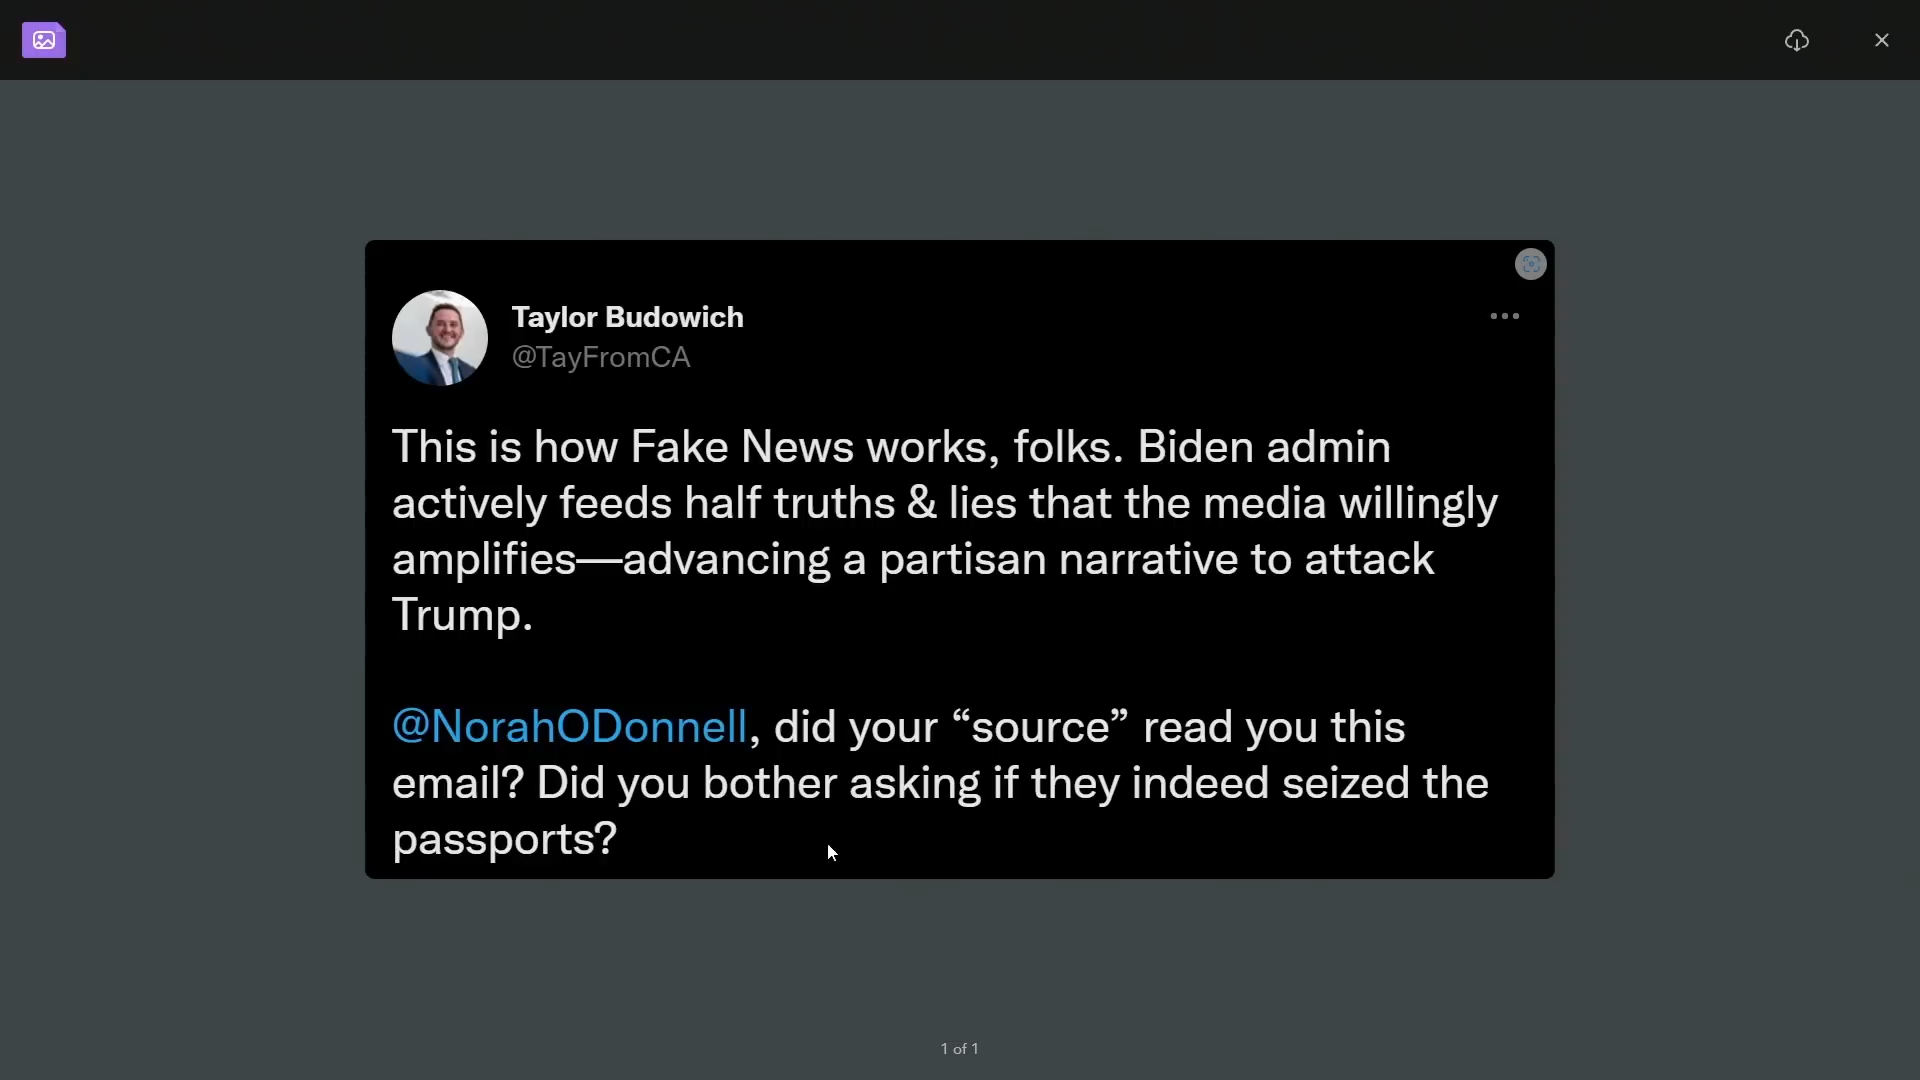 Taylor Budowich
@TayFromCA
This is how Fake News works, folks. Biden admin
actively feeds half truths & lies that the media willingly
amplifies—advancing a partisan narrative to attack
Trump.
@NorahODonnell, did your “source” read you this
email? Did you bother asking if they indeed seized the
passports?
1 of 1